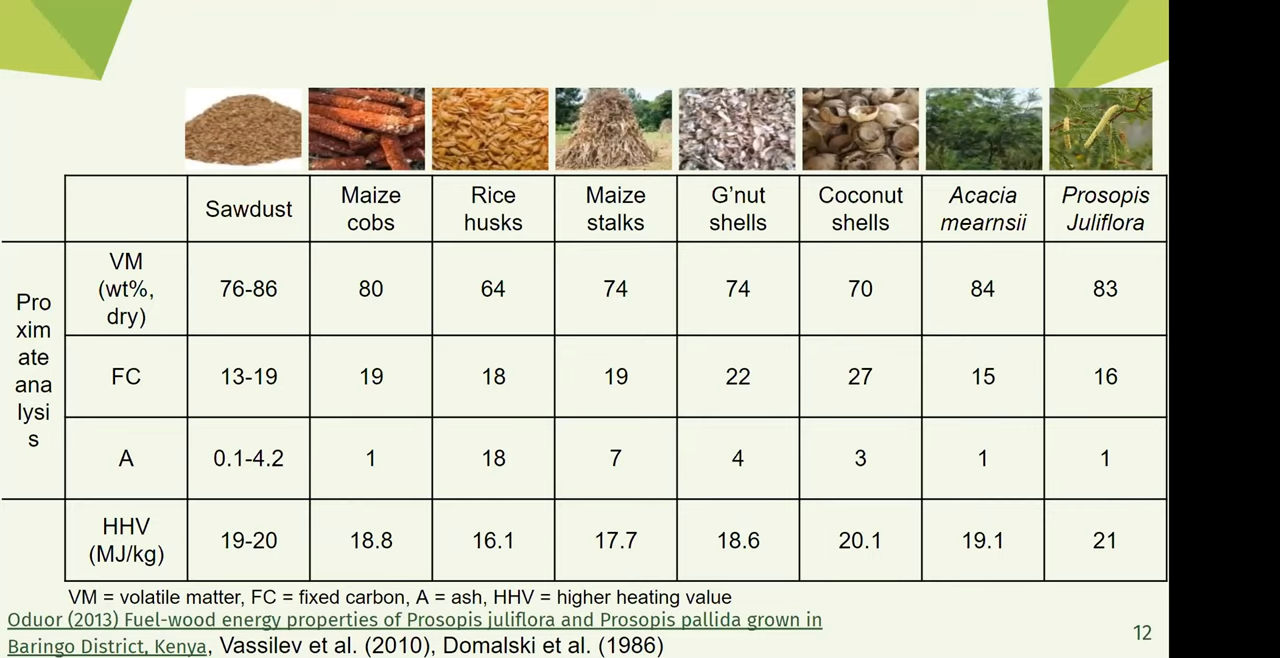 Sawdust
Maize
cobs
Rice
husks
Maize
stalks
G’nut
shells
Coconut
shells
Acacia
mearnsii
Prosopis
Juliflora
Pro
xim
ate
ana
lysi
s
VM
(wt%,
dry)
76-86
80
64
74
74
70
84
83
FC
13-19
19
18
19
22
27
15
16
A
0.1-4.2
1
18
7
4
3
1
1
HHV
(MJ/kg)
19-20
18.8
16.1
17.7
18.6
20.1
19.1
21
VM = volatile matter, FC = fixed carbon, A = ash, HHV = higher heating value
Oduor (2013) Fuel-wood energy properties of Prosopis juliflora and Prosopis pallida grown in
Baringo District, Kenya, Vassilev et al. (2010), Domalski et al. (1986)
12